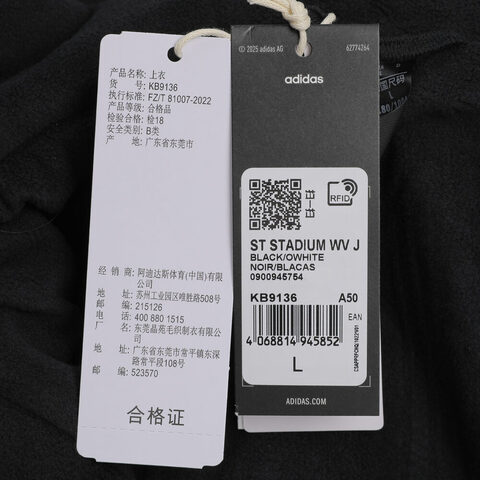 品名: 上衣
货 号: KB9136
执行标准: FZ/T 81007-2022
产品等级: 合格品
检验合格: 检18
安全类别: B类
产 地: 广东省东莞市
经 销 商: 阿迪达斯体育(中国)有限公司
地 址: 苏州工业园区唯胜路508号
邮 编: 215126
电 话: 400 880 1515
制 造 商: 东莞晶苑毛织制衣有限公司
地 址: 广东省东莞市常平镇东深
路常平段108号
邮 编: 523570
合格证
© 2025 adidas AG
62774264
adidas
RFID
ST STADIUM WV J
BLACK/OWHITE
NOIR/BLACAS
0900945754
KB9136 A50
EAN
4 068814 945852
L
ADIDAS.COM
国尺码
L